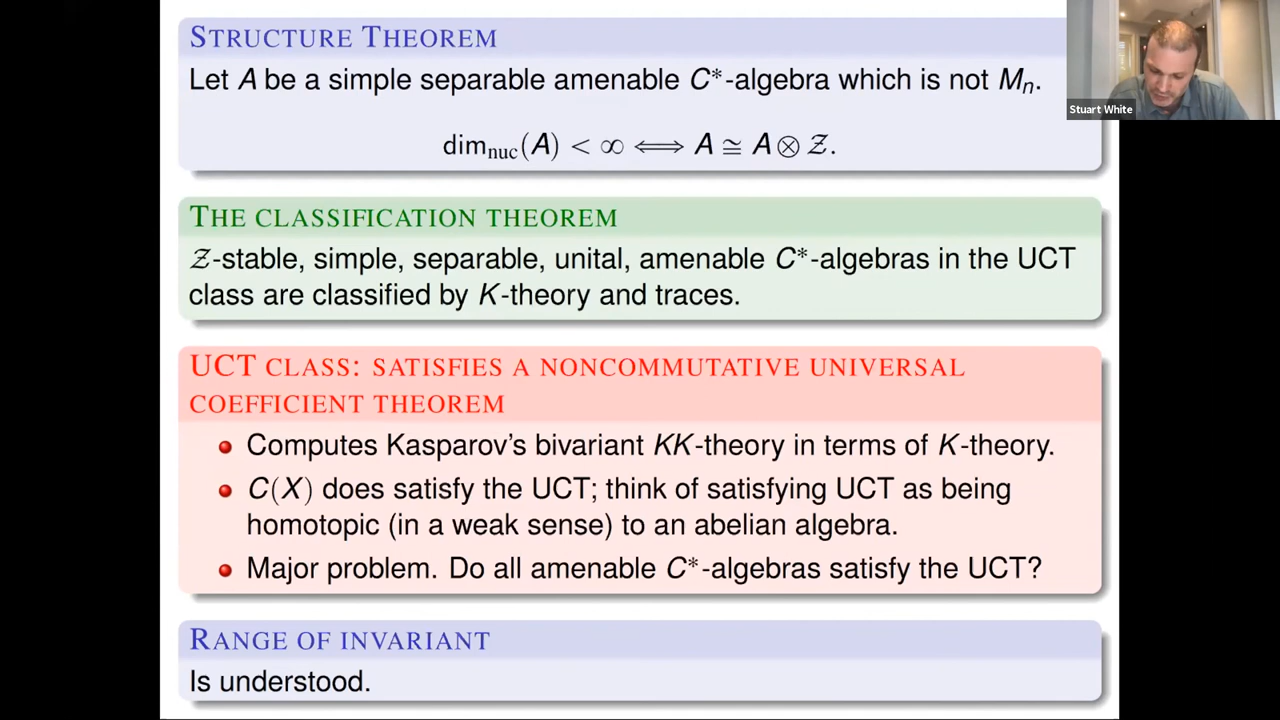 STRUCTURE THEOREM
Let A be a simple separable amenable C*-algebra which is not Mₙ.
Stuart White
dimₙᵤ꜀(A) < ∞ ⟺ A ≅ A ⊗ 𝒵.
THE CLASSIFICATION THEOREM
𝒵-stable, simple, separable, unital, amenable C*-algebras in the UCT
class are classified by K-theory and traces.
UCT CLASS: SATISFIES A NONCOMMUTATIVE UNIVERSAL
COEFFICIENT THEOREM
Computes Kasparov's bivariant KK-theory in terms of K-theory.
C(X) does satisfy the UCT; think of satisfying UCT as being
homotopic (in a weak sense) to an abelian algebra.
Major problem. Do all amenable C*-algebras satisfy the UCT?
RANGE OF INVARIANT
Is understood.